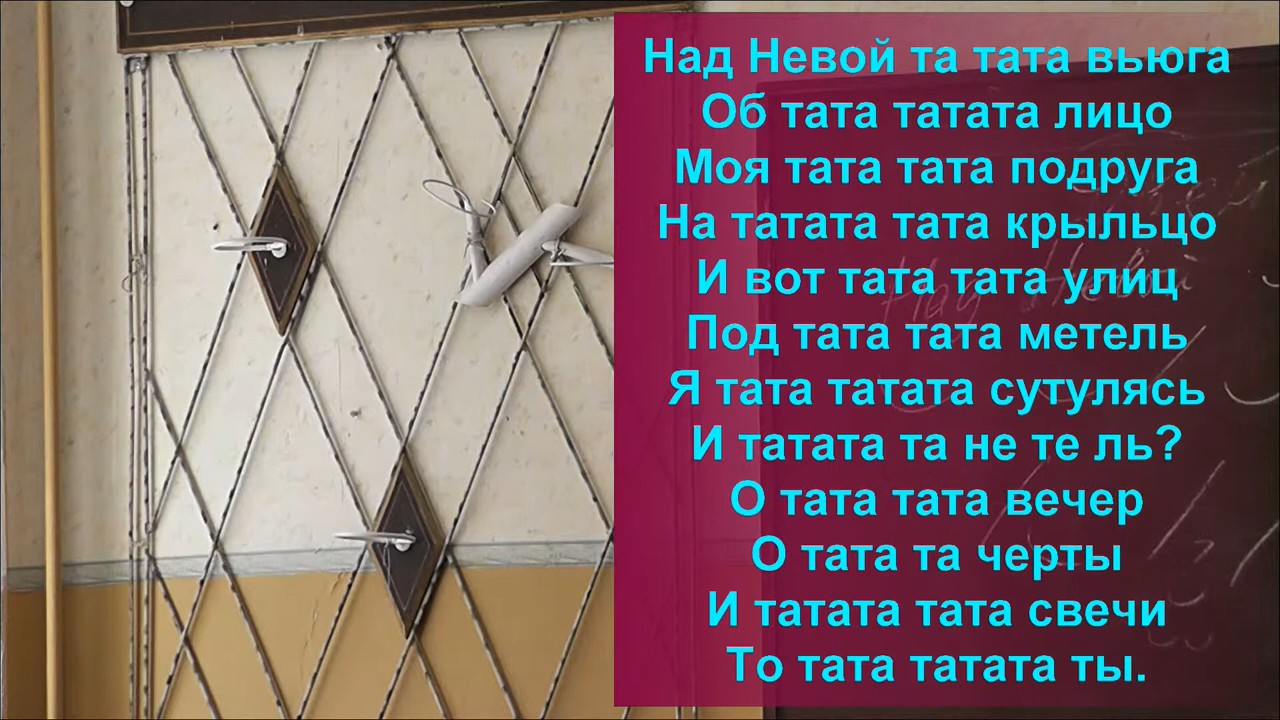 Над Невой та тата вьюга
Об тата татата лицо
Моя тата тата подруга
На татата тата крыльцо
И вот тата тата улиц
Под тата тата метель
Я тата татата сутулясь
И татата та не те ль?
О тата тата вечер
О тата та черты
И татата тата свечи
То тата татата ты.
Над Невой